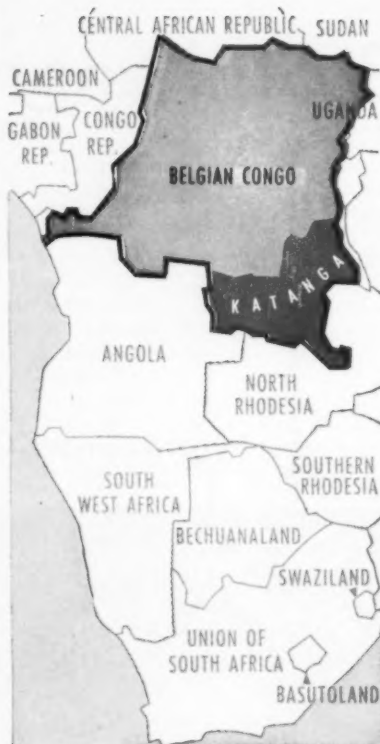 CENTRAL AFRICAN REPUBLIC
SUDAN
CAMEROON
UGANDA
GABON
REP.
CONGO
REP.
BELGIAN CONGO
KATANGA
ANGOLA
NORTH
RHODESIA
SOUTH
WEST AFRICA
SOUTHERN
RHODESIA
BECHUANALAND
SWAZILAND
UNION OF
SOUTH AFRICA
BASUTOLAND